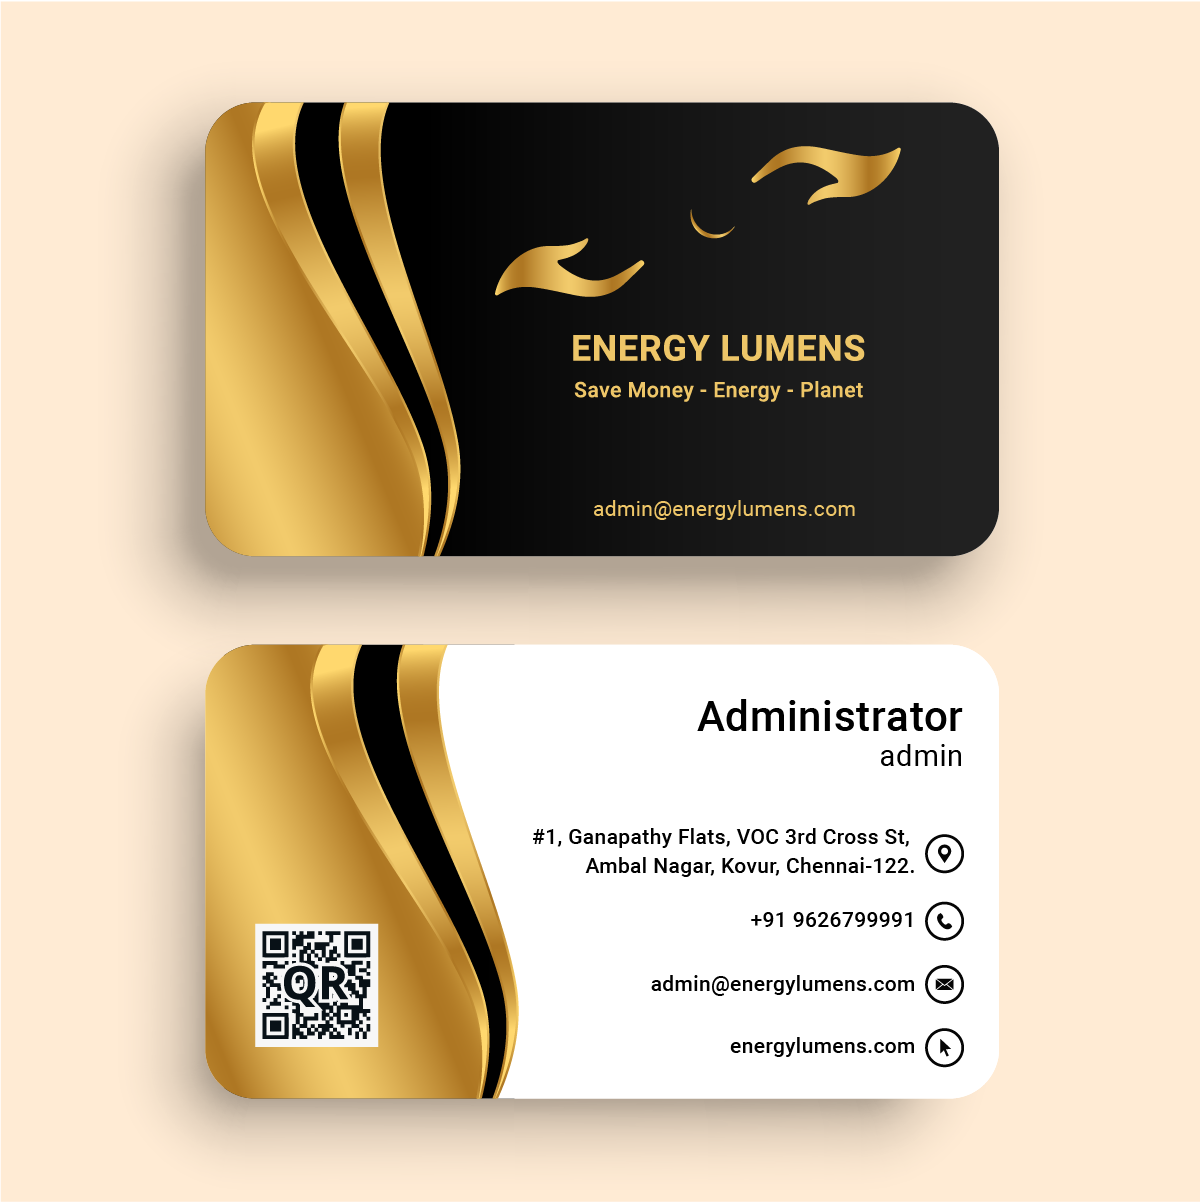 ENERGY LUMENS
Save Money - Energy - Planet
admin@energylumens.com
Administrator
admin
#1, Ganapathy Flats, VOC 3rd Cross St,
Ambal Nagar, Kovur, Chennai-122.
+91 9626799991
admin@energylumens.com
energylumens.com
QR